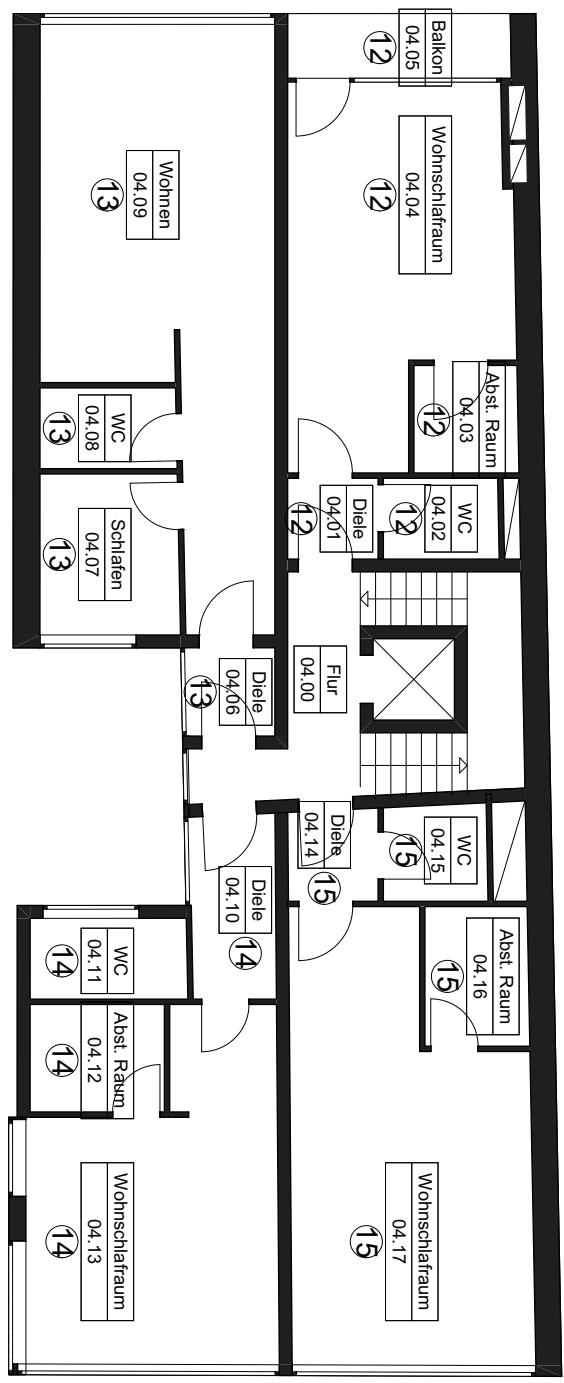 Balkon
04.05
12
Wohnschlafraum
04.04
12
Wohnen
04.09
13
Abst. Raum
04.03
12
WC
04.08
13
WC
04.02
12
Diele
04.01
12
Schlafen
04.07
13
Flur
04.00
Diele
04.06
13
Diele
04.14
15
WC
04.15
15
Diele
04.10
14
WC
04.11
14
Abst. Raum
04.16
15
Abst. Raum
04.12
14
Wohnschlafraum
04.17
15
Wohnschlafraum
04.13
14